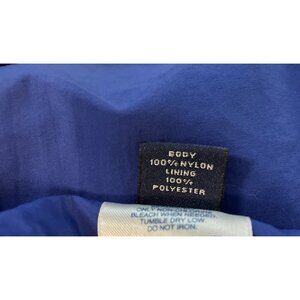 BODY
100% NYLON
LINING
100%
POLYESTER
BLEACH WHEN NEEDED.
TUMBLE DRY LOW.
DO NOT IRON.